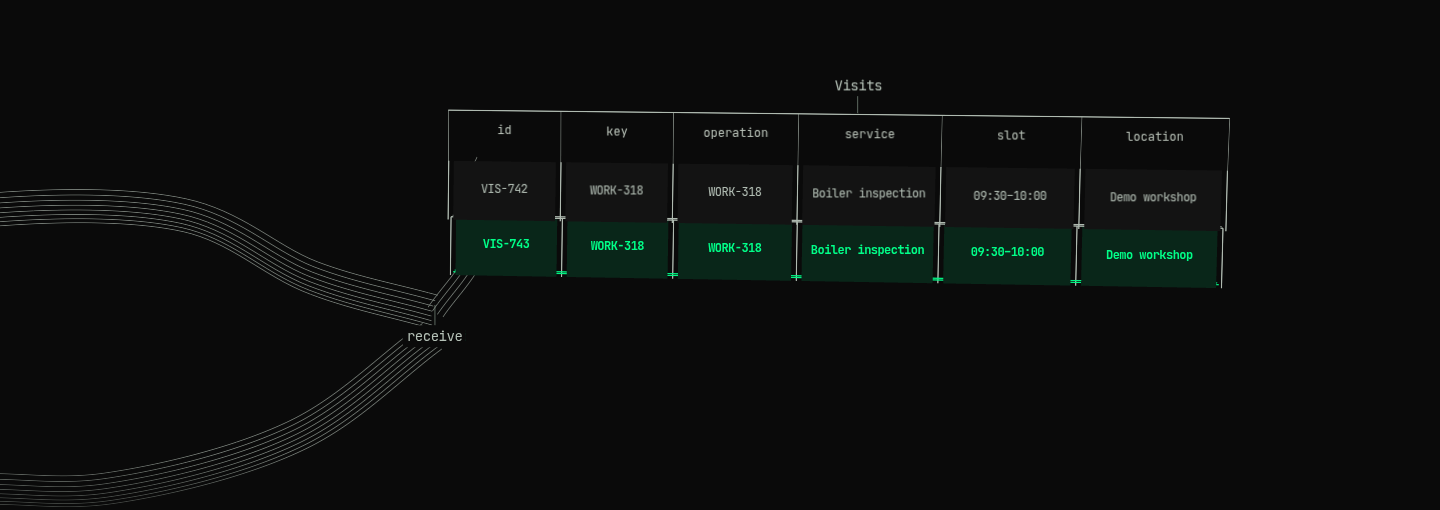 Visits
id key operation service slot location
VIS-742 WORK-318 WORK-318 Boiler inspection 09:30–10:00 Demo workshop
VIS-743 WORK-318 WORK-318 Boiler inspection 09:30–10:00 Demo workshop
receive